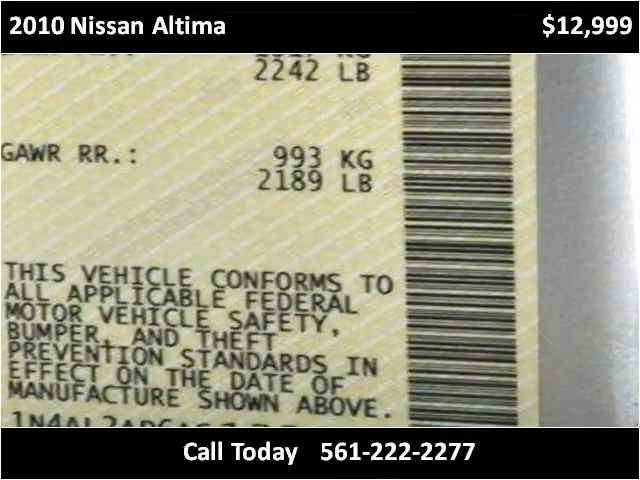 2010 Nissan Altima $12,999
2242 LB
GAWR RR.: 993 KG
2189 LB
THIS VEHICLE CONFORMS TO
ALL APPLICABLE FEDERAL
MOTOR VEHICLE SAFETY,
BUMPER, AND THEFT
PREVENTION STANDARDS IN
EFFECT ON THE DATE OF
MANUFACTURE SHOWN ABOVE.
Call Today 561-222-2277